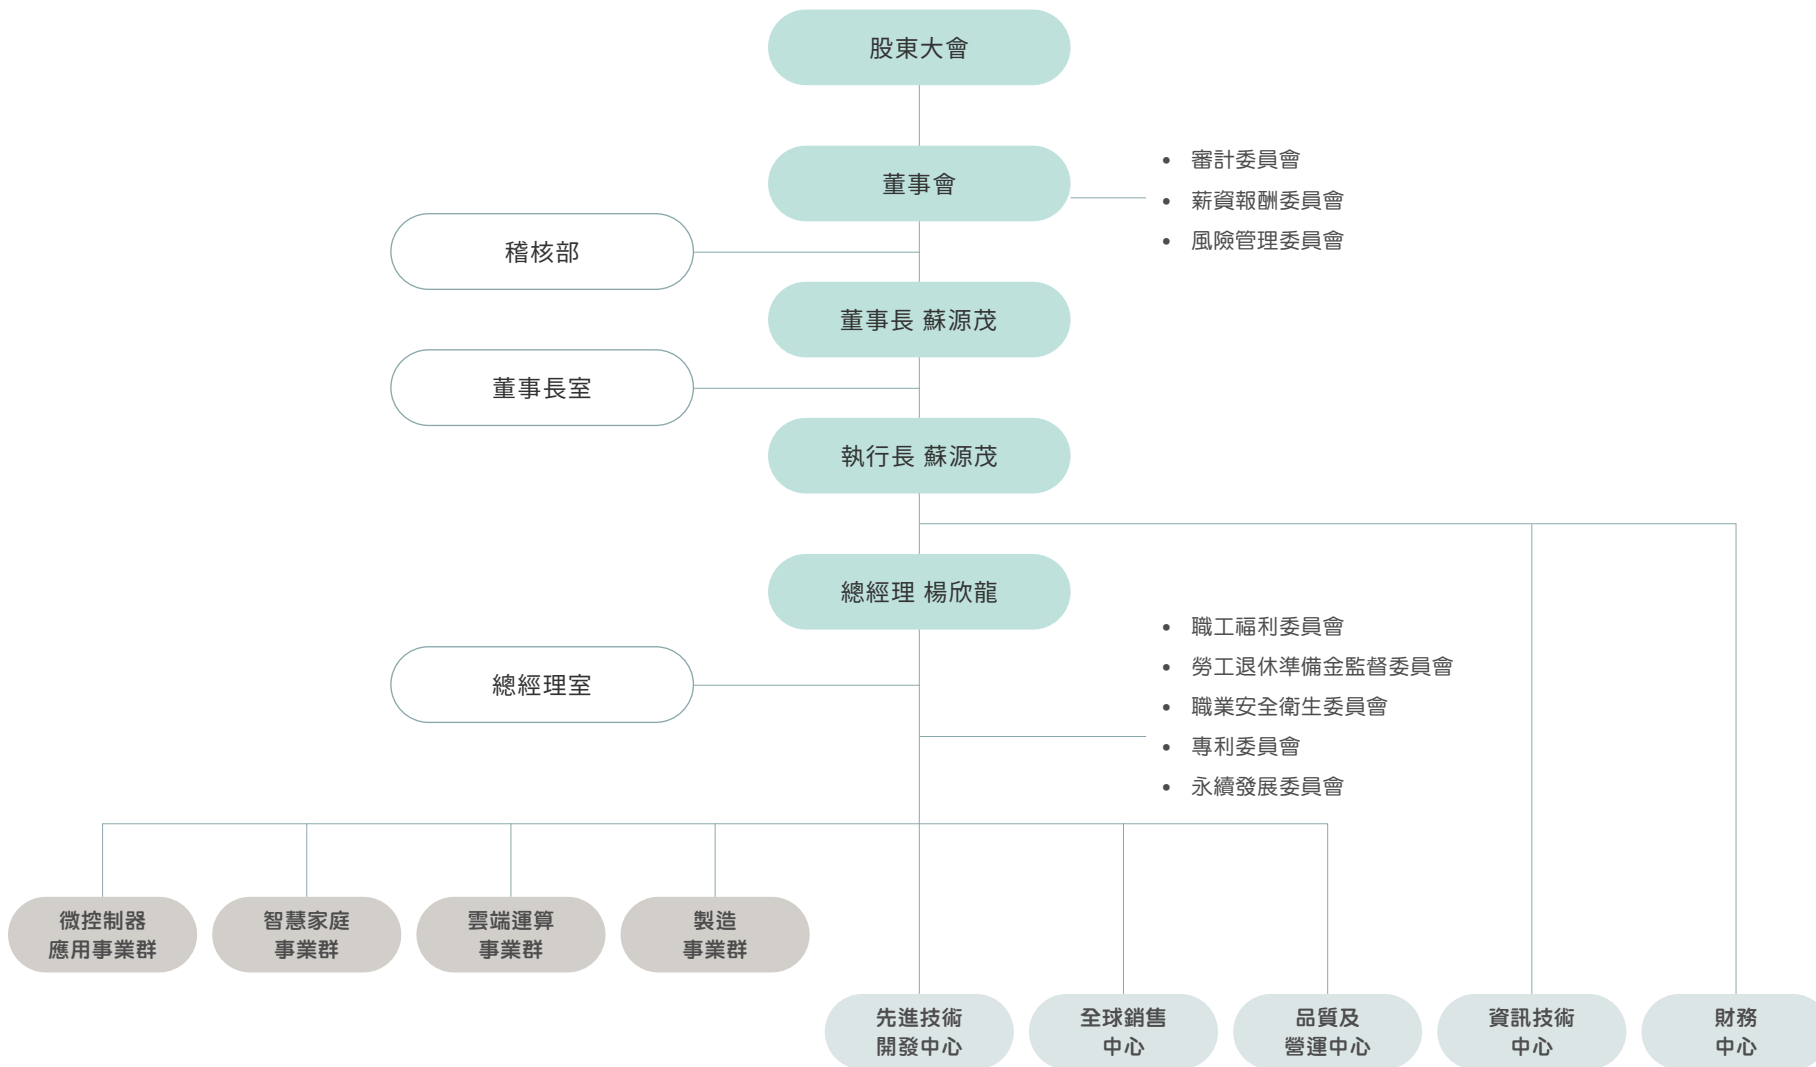 股東大會
董事會
• 審計委員會
• 薪資報酬委員會
• 風險管理委員會
稽核部
董事長 蘇源茂
董事長室
執行長 蘇源茂
總經理 楊欣龍
• 職工福利委員會
• 勞工退休準備金監督委員會
• 職業安全衛生委員會
• 專利委員會
• 永續發展委員會
總經理室
微控制器
應用事業群
智慧家庭
事業群
雲端運算
事業群
製造
事業群
先進技術
開發中心
全球銷售
中心
品質及
營運中心
資訊技術
中心
財務
中心